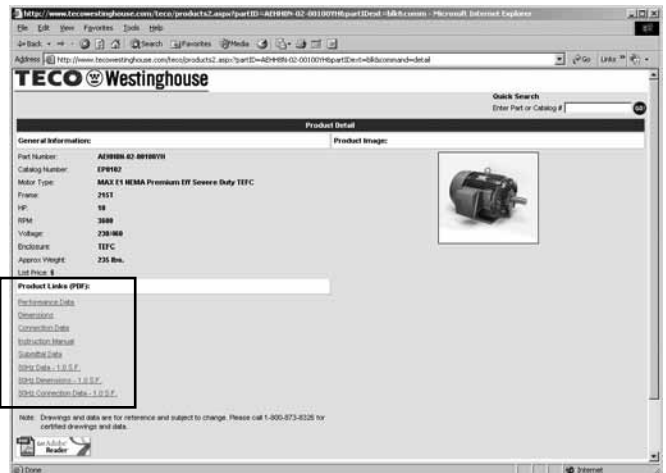 http://www.tecowestinghouse.com/teco/products2.aspx?partID=AEHH8N-02-00100YH&partIDext=blk&comm - Microsoft Internet Explorer
File Edit View Favorites Tools Help
Back Search Favorites Media
Address http://www.tecowestinghouse.com/teco/products2.aspx?partID=AEHH8N-02-00100YH&partIDext=blk&command=detail Go Links
TECO Westinghouse
Quick Search
Enter Part or Catalog # GO
Product Detail
General Information: Product Image:
Part Number: AEHH8N-02-00100YH
Catalog Number: EP0102
Motor Type: MAX E1 NEMA Premium Eff Severe Duty TEFC
Frame: 215T
HP: 10
RPM: 3600
Voltage: 230/460
Enclosure: TEFC
Approx Weight: 235 lbs.
List Price: $
Product Links (PDF):
Performance Data
Dimensions
Connection Data
Instruction Manual
Submittal Data
50Hz Data - 1.0 S.F.
50Hz Dimensions - 1.0 S.F.
50Hz Connection Data - 1.0 S.F.
Note: Drawings and data are for reference and subject to change. Please call 1-800-873-8326 for
certified drawings and data.
Get Adobe
Reader
Done Internet